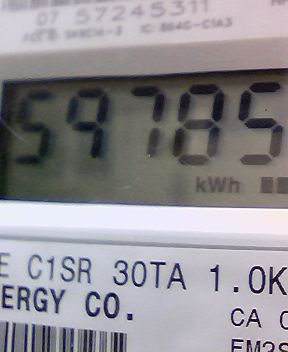 07 57245311
59785
kWh
E C1SR 30TA 1.0K
ERGY CO.
CA